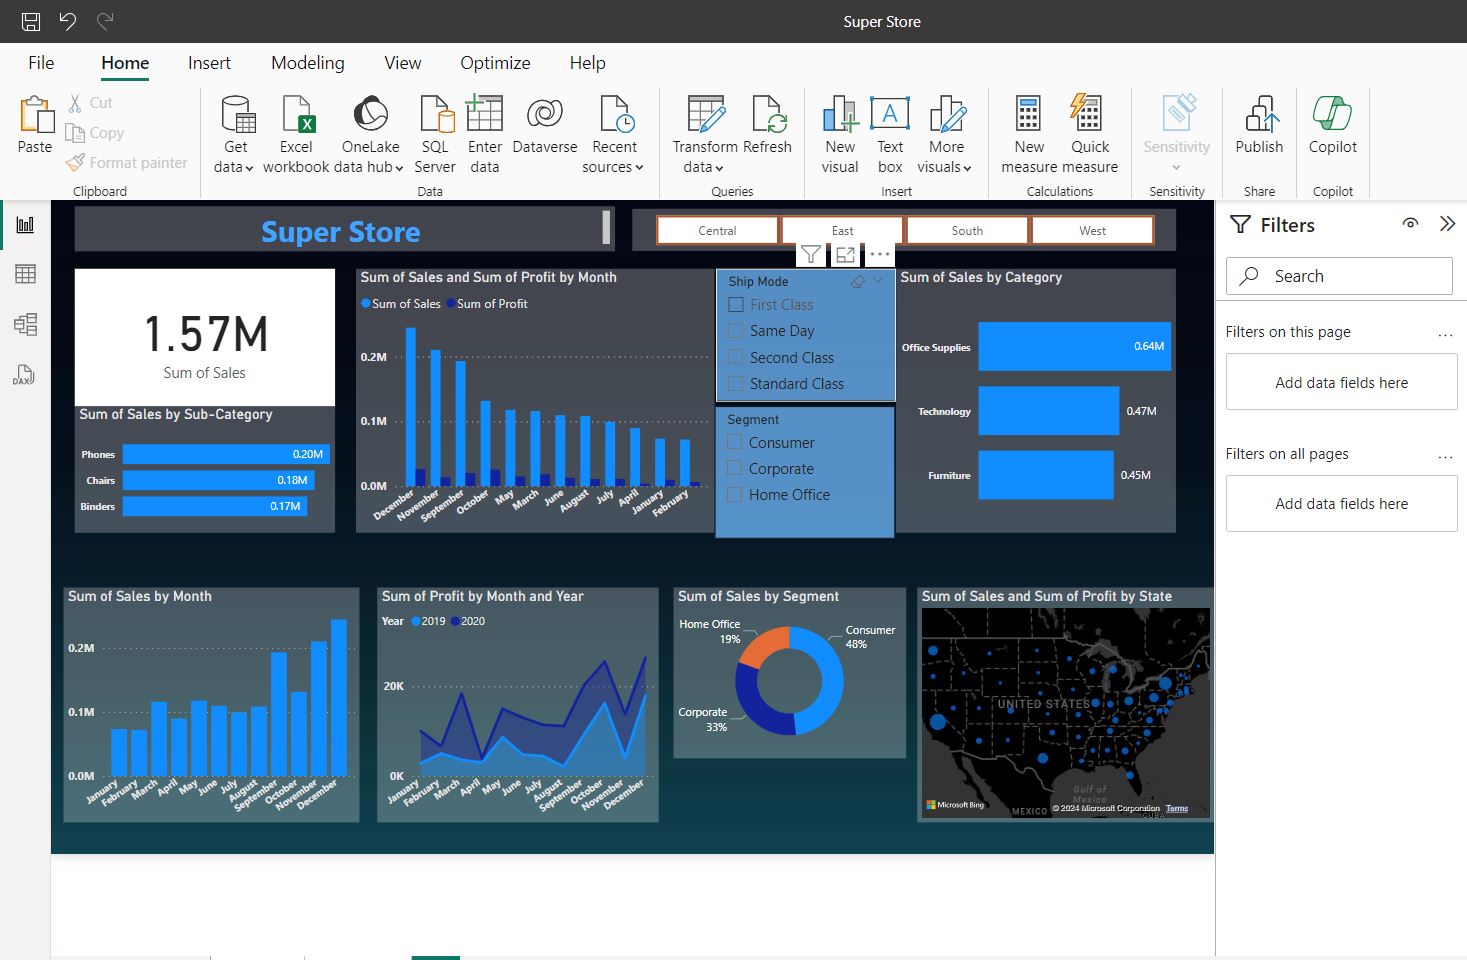 Super Store
File Home Insert Modeling View Optimize Help
Paste
Cut
Copy
Format painter
Clipboard
Get data
Excel workbook
OneLake data hub
SQL Server
Enter data
Dataverse
Recent sources
Data
Transform data
Refresh
Queries
New visual
Text box
More visuals
Insert
New measure
Quick measure
Calculations
Sensitivity
Sensitivity
Publish
Share
Copilot
Copilot
DAX
Super Store
Central East South West
1.57M
Sum of Sales
Sum of Sales by Sub-Category
Phones 0.20M
Chairs 0.18M
Binders 0.17M
Sum of Sales and Sum of Profit by Month
Sum of Sales Sum of Profit
0.2M
0.1M
0.0M
December November September October May March June August July April January February
Ship Mode
First Class
Same Day
Second Class
Standard Class
Segment
Consumer
Corporate
Home Office
Sum of Sales by Category
Office Supplies 0.64M
Technology 0.47M
Furniture 0.45M
Sum of Sales by Month
0.2M
0.1M
0.0M
January February March April May June July August September October November December
Sum of Profit by Month and Year
Year 2019 2020
20K
0K
January February March April May June July August September October November December
Sum of Sales by Segment
Home Office
19%
Consumer
48%
Corporate
33%
Sum of Sales and Sum of Profit by State
UNITED STATES
Gulf of
Mexico
MEXICO
CUBA
Microsoft Bing
© 2024 Microsoft Corporation Terms
Filters
Search
Filters on this page ...
Add data fields here
Filters on all pages ...
Add data fields here